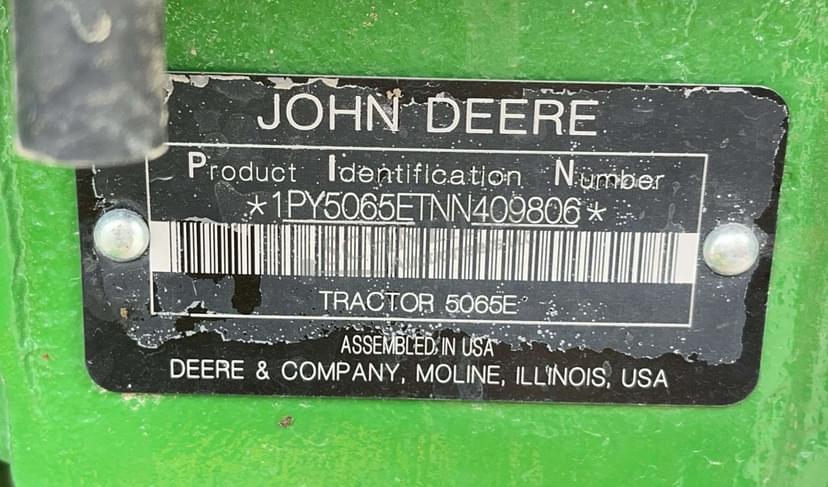 JOHN DEERE
Product Identification Number
*1PY5065ETNN409806*
TRACTOR 5065E
ASSEMBLED IN USA
DEERE & COMPANY, MOLINE, ILLINOIS, USA